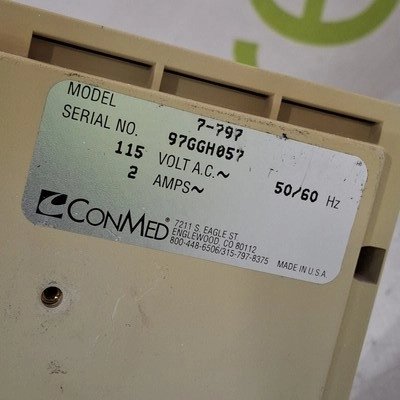 MODEL 7-797
SERIAL NO. 97GGH057
115 VOLT A.C.~ 50/60 Hz
2 AMPS~
CONMED®
7211 S. EAGLE ST.
ENGLEWOOD, CO 80112
800-448-6506/315-797-8375
MADE IN U.S.A.